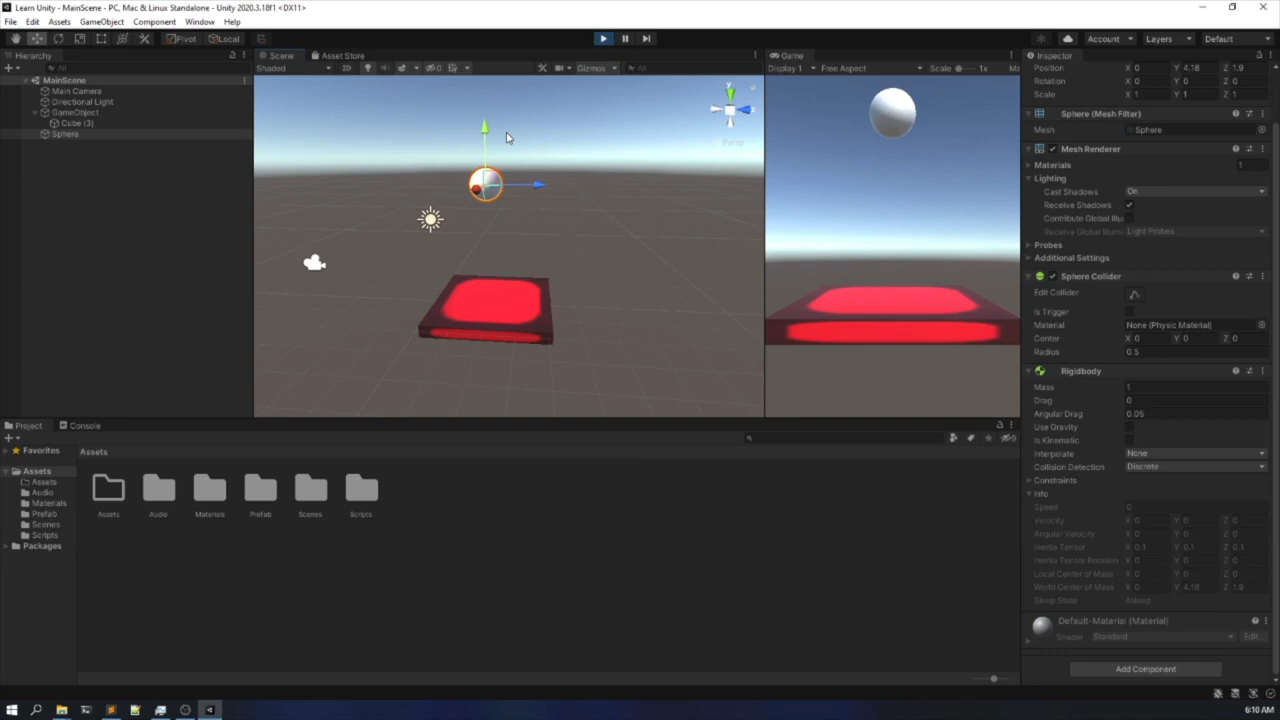 Learn Unity - MainScene - PC, Mac & Linux Standalone - Unity 2020.3.18f1 <DX11>
File Edit Assets GameObject Component Window Help
Pivot Local Account Layers Default
Hierarchy Scene Asset Store Game Inspector
All Shaded 2D 0 Gizmos All Display 1 Free Aspect Scale 1x Ma
MainScene
Main Camera
Directional Light
GameObject
Cube (3)
Sphere
y
z
Persp
Position X 0 Y 4.18 Z 1.9
Rotation X 0 Y 0 Z 0
Scale X 1 Y 1 Z 1
Sphere (Mesh Filter)
Mesh Sphere
Mesh Renderer
Materials 1
Lighting
Cast Shadows On
Receive Shadows
Contribute Global Illu
Receive Global Illumi Light Probes
Probes
Additional Settings
Sphere Collider
Edit Collider
Is Trigger
Material None (Physic Material)
Center X 0 Y 0 Z 0
Radius 0.5
Rigidbody
Mass 1
Drag 0
Angular Drag 0.05
Use Gravity
Is Kinematic
Interpolate None
Collision Detection Discrete
Constraints
Info
Speed 0
Velocity X 0 Y 0 Z 0
Angular Velocity X 0 Y 0 Z 0
Inertia Tensor X 0.1 Y 0.1 Z 0.1
Inertia Tensor Rotation X 0 Y 0 Z 0
Local Center of Mass X 0 Y 0 Z 0
World Center of Mass X 0 Y 4.18 Z 1.9
Sleep State Asleep
Default-Material (Material)
Shader Standard Edit...
Add Component
Project Console
Favorites
Assets
Assets
Audio
Materials
Prefab
Scenes
Scripts
Packages
Assets
Assets Audio Materials Prefab Scenes Scripts
6:10 AM